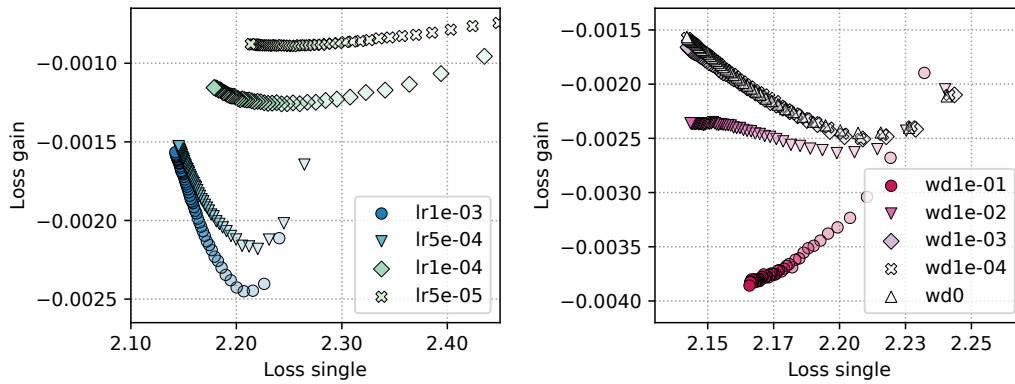 −0.0010
−0.0015
−0.0020
−0.0025
Loss gain
2.10
2.20
2.30
2.40
Loss single
lr1e-03
lr5e-04
lr1e-04
lr5e-05
−0.0015
−0.0020
−0.0025
−0.0030
−0.0035
−0.0040
Loss gain
2.15
2.17
2.20
2.23
2.25
Loss single
wd1e-01
wd1e-02
wd1e-03
wd1e-04
wd0